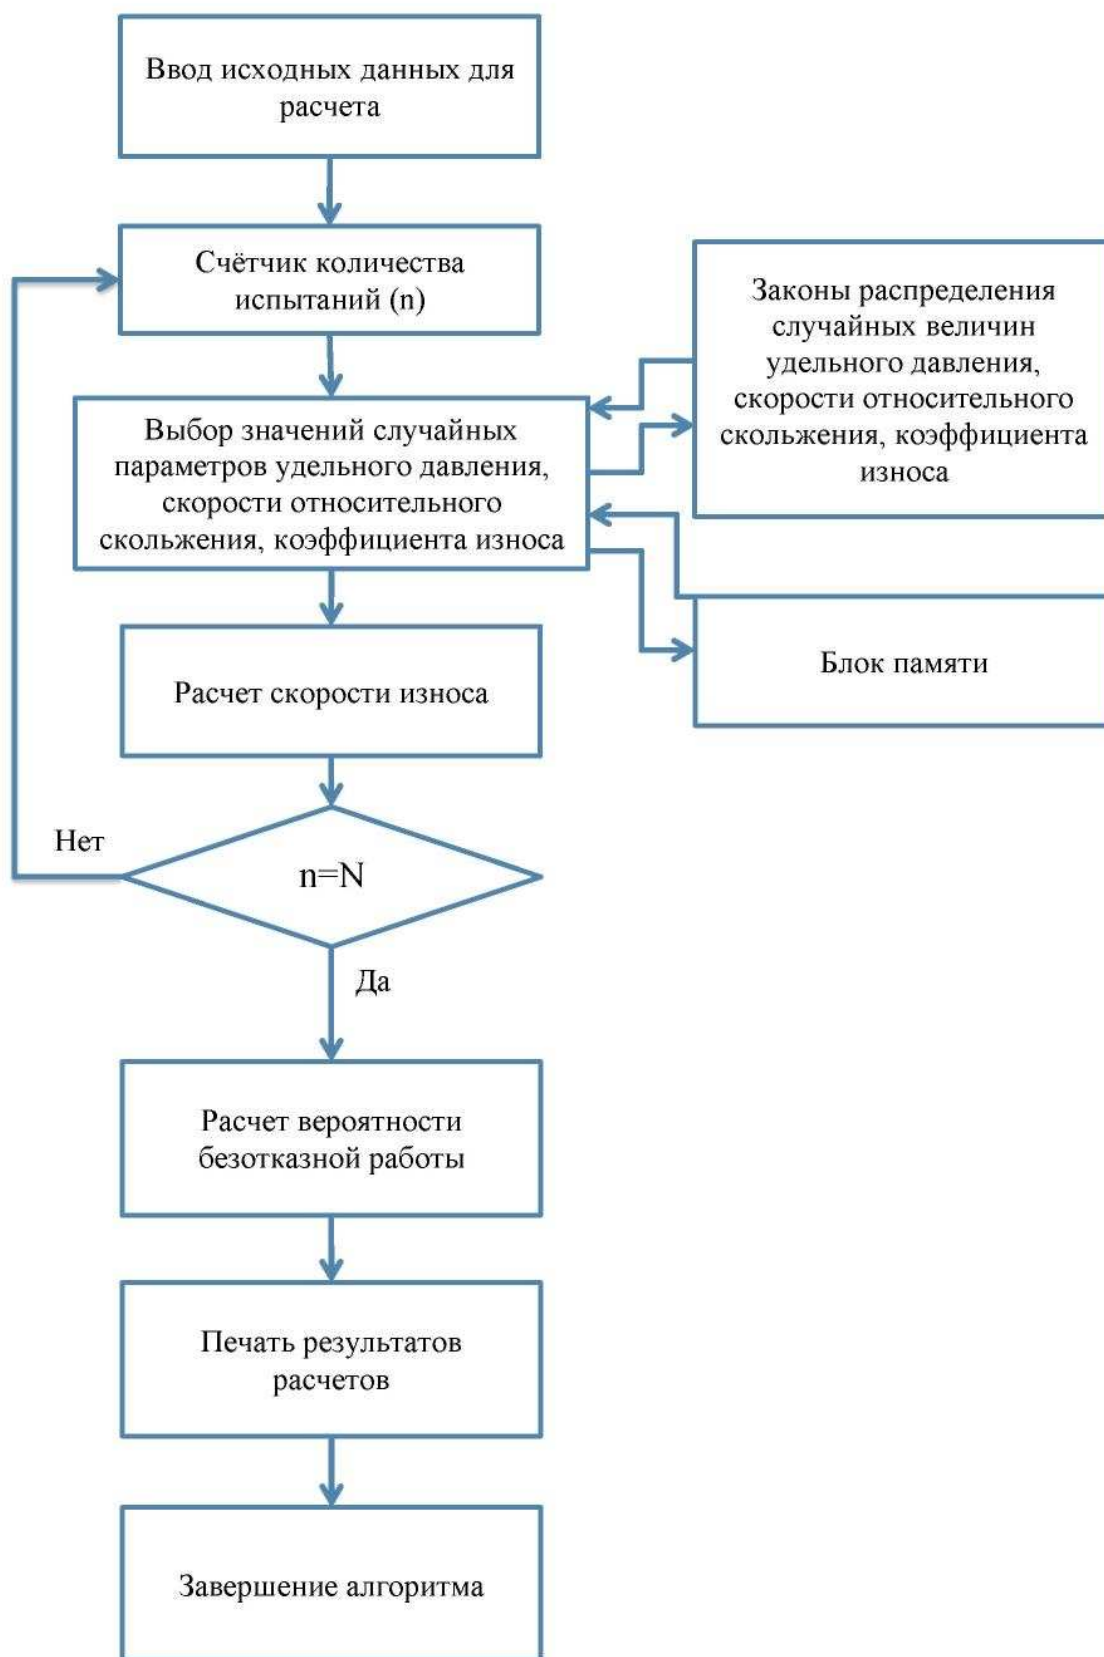 Ввод исходных данных для
расчета
Счётчик количества
испытаний (n)
Законы распределения
случайных величин
удельного давления,
скорости относительного
скольжения, коэффициента
износа
Выбор значений случайных
параметров удельного давления,
скорости относительного
скольжения, коэффициента износа
Блок памяти
Расчет скорости износа
Нет
n=N
Да
Расчет вероятности
безотказной работы
Печать результатов
расчетов
Завершение алгоритма